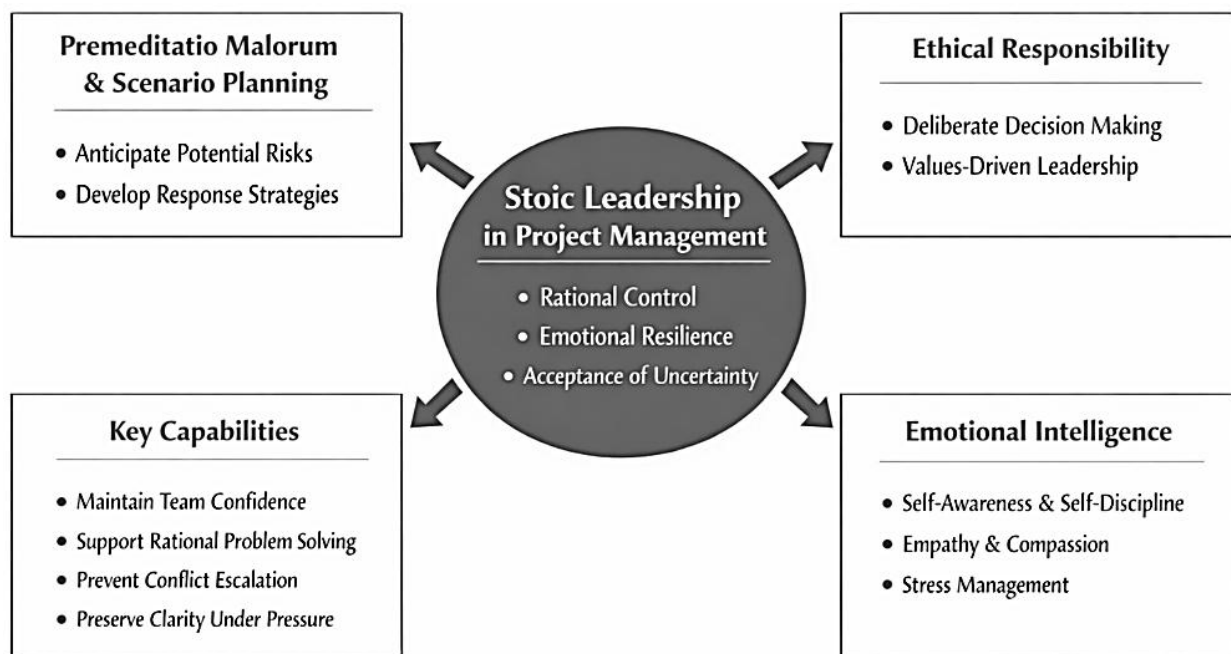 Premeditatio Malorum
& Scenario Planning
• Anticipate Potential Risks
• Develop Response Strategies
Ethical Responsibility
• Deliberate Decision Making
• Values-Driven Leadership
Stoic Leadership
in Project Management
• Rational Control
• Emotional Resilience
• Acceptance of Uncertainty
Key Capabilities
• Maintain Team Confidence
• Support Rational Problem Solving
• Prevent Conflict Escalation
• Preserve Clarity Under Pressure
Emotional Intelligence
• Self-Awareness & Self-Discipline
• Empathy & Compassion
• Stress Management